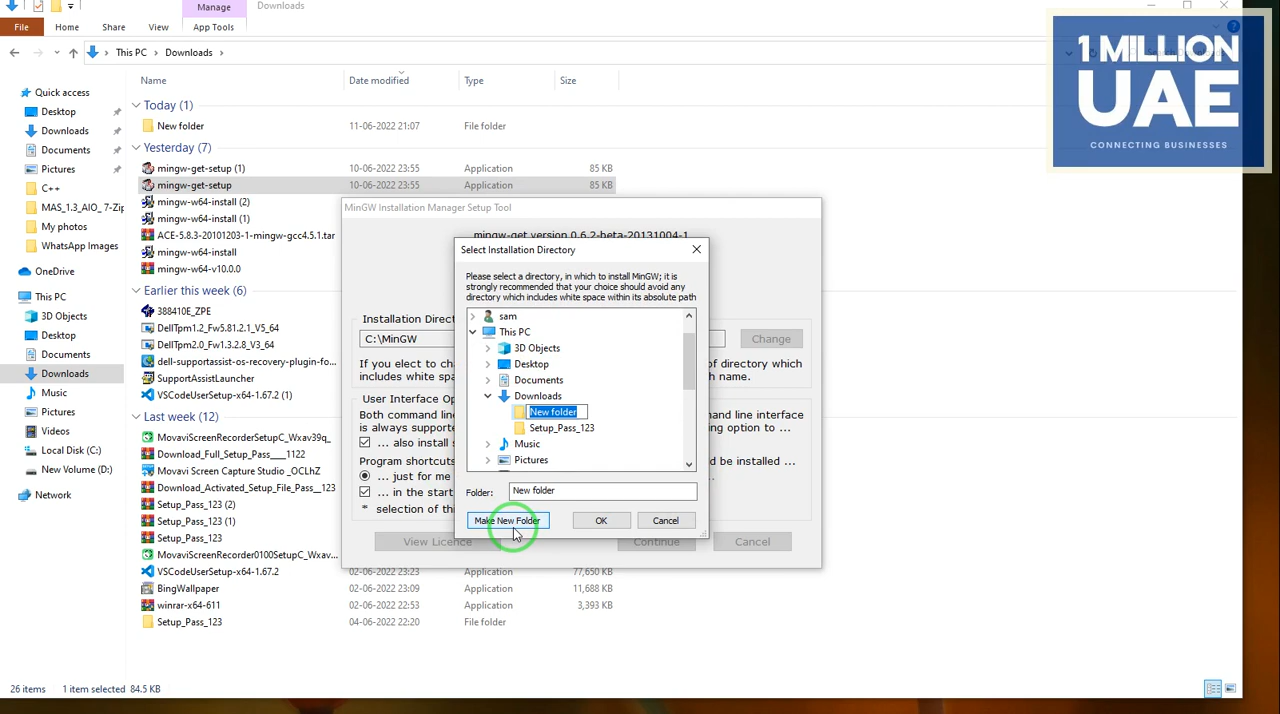 Manage
Downloads
File
Home
Share
View
App Tools
This PC
Downloads
Name
Date modified
Type
Size
Quick access
Desktop
Downloads
Documents
Pictures
C++
MAS_1.3_AIO_ 7-Zip
My photos
WhatsApp Images
OneDrive
This PC
3D Objects
Desktop
Documents
Downloads
Music
Pictures
Videos
Local Disk (C:)
New Volume (D:)
Network
Today (1)
New folder 11-06-2022 21:07 File folder
Yesterday (7)
mingw-get-setup (1) 10-06-2022 23:55 Application 85 KB
mingw-get-setup 10-06-2022 23:55 Application 85 KB
mingw-w64-install (2)
mingw-w64-install (1)
ACE-5.8.3-20101203-1-mingw-gcc4.5.1.tar
mingw-w64-install
mingw-w64-v10.0.0
Earlier this week (6)
388410E_ZPE
DellTpm1.2_Fw5.81.2.1_V5_64
DellTpm2.0_Fw1.3.2.8_V3_64
dell-supportassist-os-recovery-plugin-fo...
SupportAssistLauncher
VSCodeUserSetup-x64-1.67.2 (1)
Last week (12)
MovaviScreenRecorderSetupC_Wxav39q_
Download_Full_Setup_Pass____1122
Movavi Screen Capture Studio _OCLHZ
Download_Activated_Setup_File_Pass__123
Setup_Pass_123 (2)
Setup_Pass_123 (1)
Setup_Pass_123
MovaviScreenRecorder0100SetupC_Wxav...
VSCodeUserSetup-x64-1.67.2 02-06-2022 23:23 Application 77,650 KB
BingWallpaper 02-06-2022 23:09 Application 11,688 KB
winrar-x64-611 02-06-2022 22:53 Application 3,393 KB
Setup_Pass_123 04-06-2022 22:20 File folder
MinGW Installation Manager Setup Tool
mingw-get version 0.6.2-beta-20131004-1
Installation Direc
C:\MinGW
Change
If you elect to cha
of directory which
includes white spa
h name.
User Interface Op
Both command lin
mmand line interface
is always supporte
ing option to ...
... also install s
Program shortcuts
d be installed ...
... just for me
... in the start
* selection of this
View Licence
Continue
Cancel
Select Installation Directory
Please select a directory, in which to install MinGW; it is
strongly recommended that your choice should avoid any
directory which includes white space within its absolute path
sam
This PC
3D Objects
Desktop
Documents
Downloads
New folder
Setup_Pass_123
Music
Pictures
Folder: New folder
Make New Folder
OK
Cancel
26 items
1 item selected 84.5 KB
1 MILLION
UAE
CONNECTING BUSINESSES